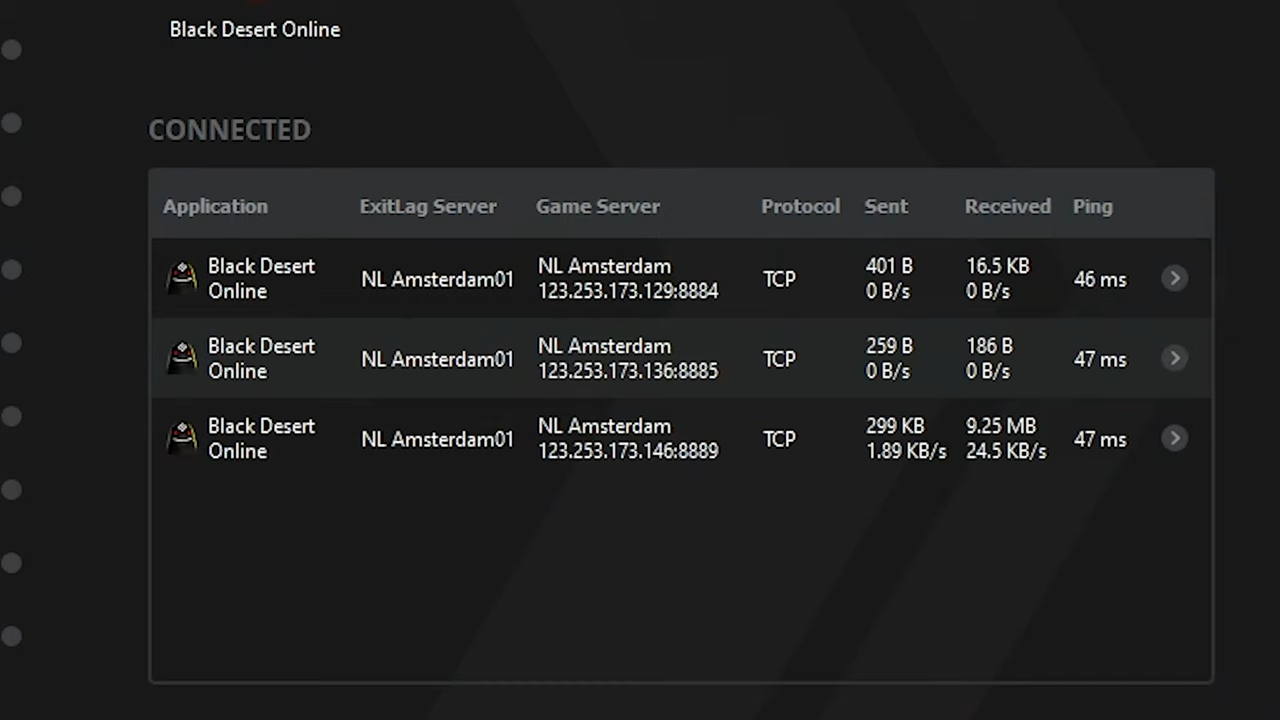 Black Desert Online
CONNECTED
Application ExitLag Server Game Server Protocol Sent Received Ping
Black Desert Online NL Amsterdam01 NL Amsterdam 123.253.173.129:8884 TCP 401 B 0 B/s 16.5 KB 0 B/s 46 ms
Black Desert Online NL Amsterdam01 NL Amsterdam 123.253.173.136:8885 TCP 259 B 0 B/s 186 B 0 B/s 47 ms
Black Desert Online NL Amsterdam01 NL Amsterdam 123.253.173.146:8889 TCP 299 KB 1.89 KB/s 9.25 MB 24.5 KB/s 47 ms